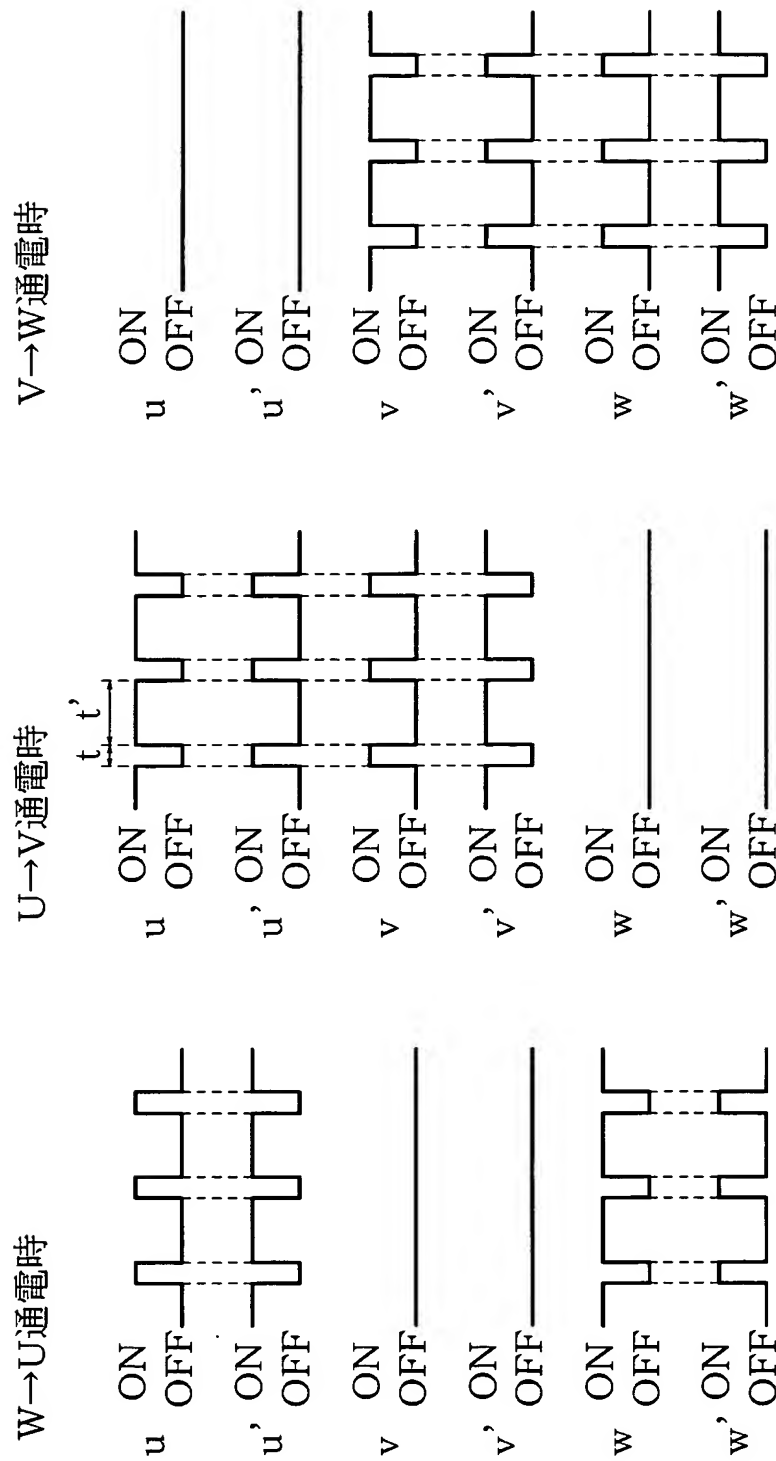 W→U通電時
u ON
OFF
u' ON
OFF
v ON
OFF
v' ON
OFF
w ON
OFF
w' ON
OFF
U→V通電時
t t'
u ON
OFF
u' ON
OFF
v ON
OFF
v' ON
OFF
w ON
OFF
w' ON
OFF
V→W通電時
u ON
OFF
u' ON
OFF
v ON
OFF
v' ON
OFF
w ON
OFF
w' ON
OFF